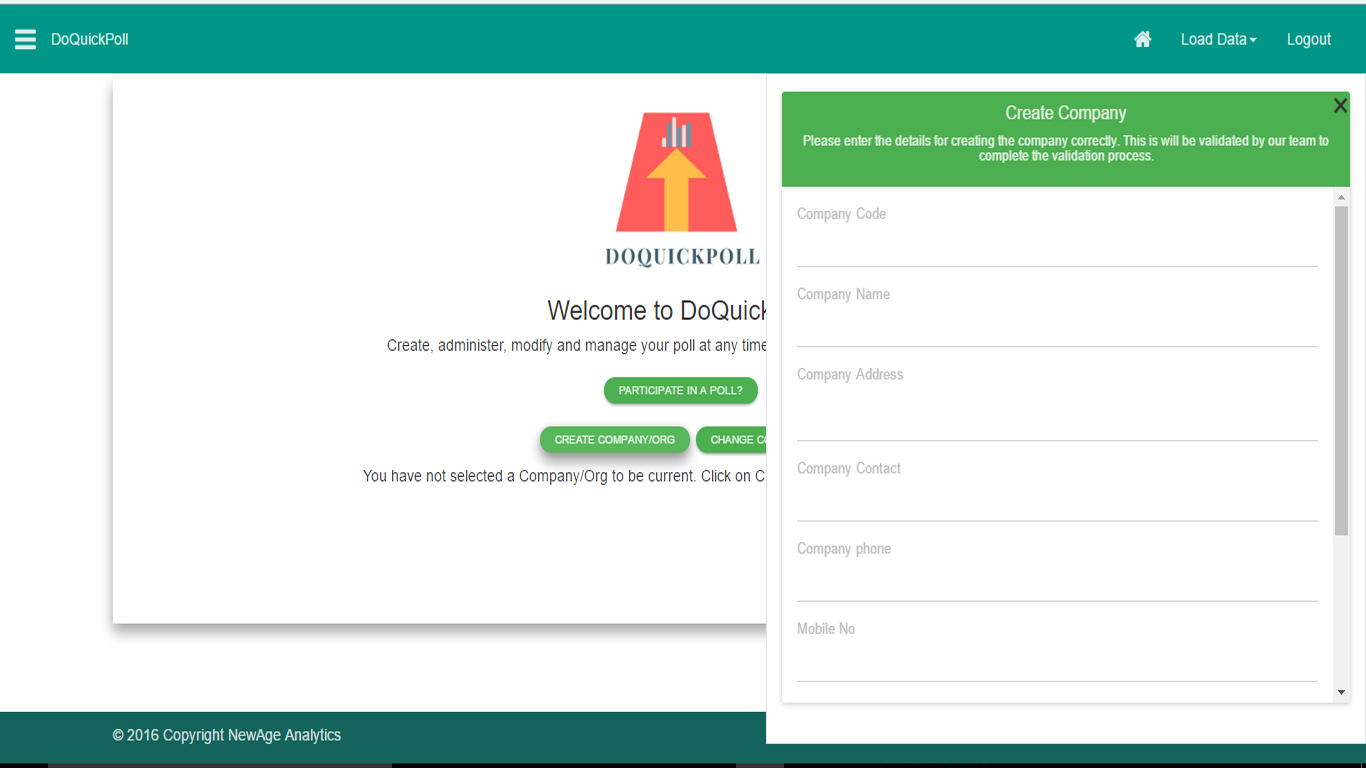 DoQuickPoll
Load Data
Logout
DOQUICKPOLL
Welcome to DoQuick
Create, administer, modify and manage your poll at any time
PARTICIPATE IN A POLL?
CREATE COMPANY/ORG
CHANGE CO
You have not selected a Company/Org to be current. Click on C
Create Company
Please enter the details for creating the company correctly. This is will be validated by our team to
complete the validation process.
Company Code
Company Name
Company Address
Company Contact
Company phone
Mobile No
© 2016 Copyright NewAge Analytics